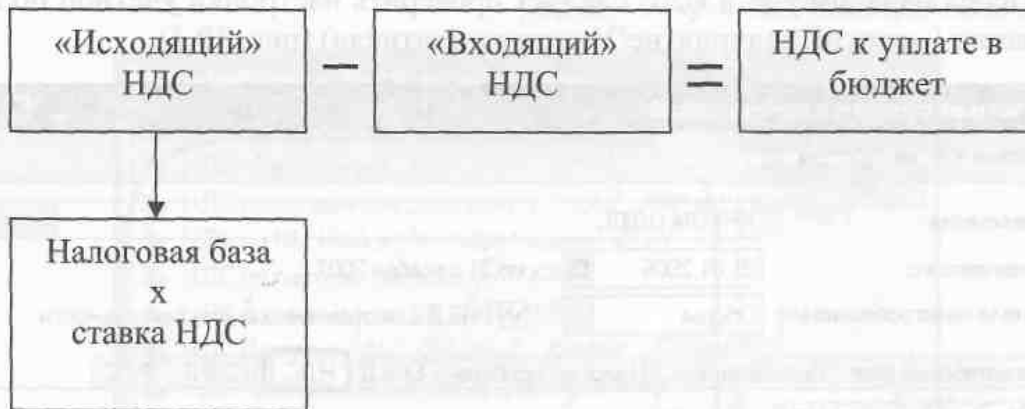 «Исходящий»
НДС
—
«Входящий»
НДС
=
НДС к уплате в
бюджет
Налоговая база
х
ставка НДС